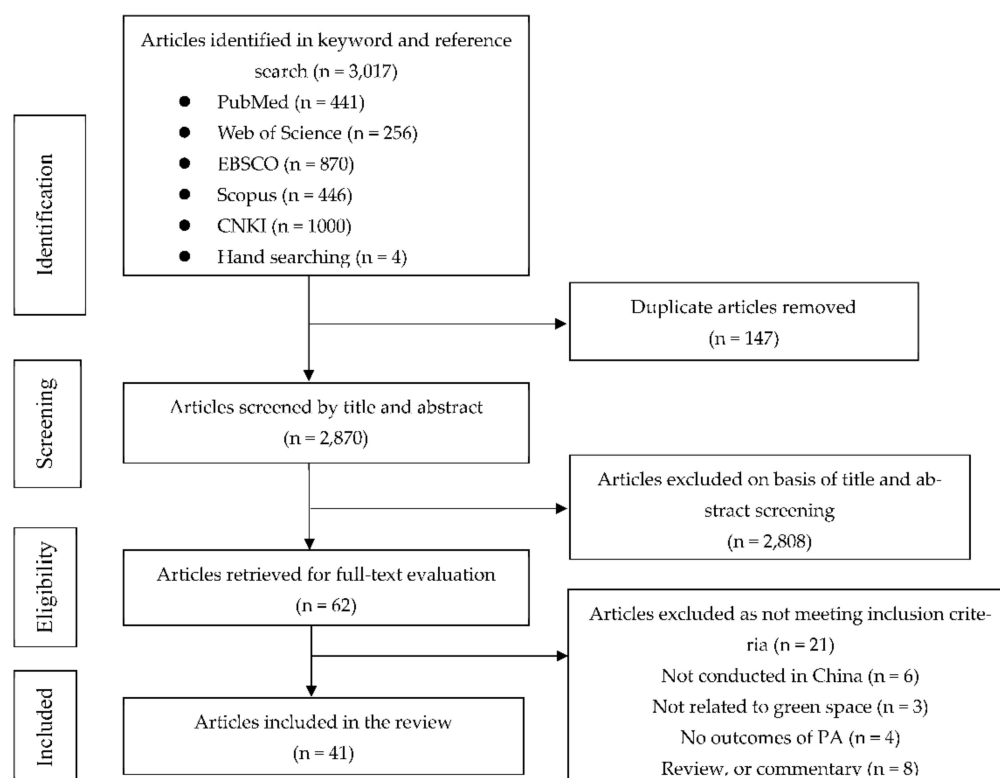 Articles identified in keyword and reference
search (n = 3,017)
● PubMed (n = 441)
● Web of Science (n = 256)
● EBSCO (n = 870)
● Scopus (n = 446)
● CNKI (n = 1000)
● Hand searching (n = 4)
Identification
Duplicate articles removed
(n = 147)
Screening
Articles screened by title and abstract
(n = 2,870)
Articles excluded on basis of title and ab-
stract screening
(n = 2,808)
Eligibility
Articles retrieved for full-text evaluation
(n = 62)
Articles excluded as not meeting inclusion crite-
ria (n = 21)
Not conducted in China (n = 6)
Not related to green space (n = 3)
No outcomes of PA (n = 4)
Review, or commentary (n = 8)
Included
Articles included in the review
(n = 41)